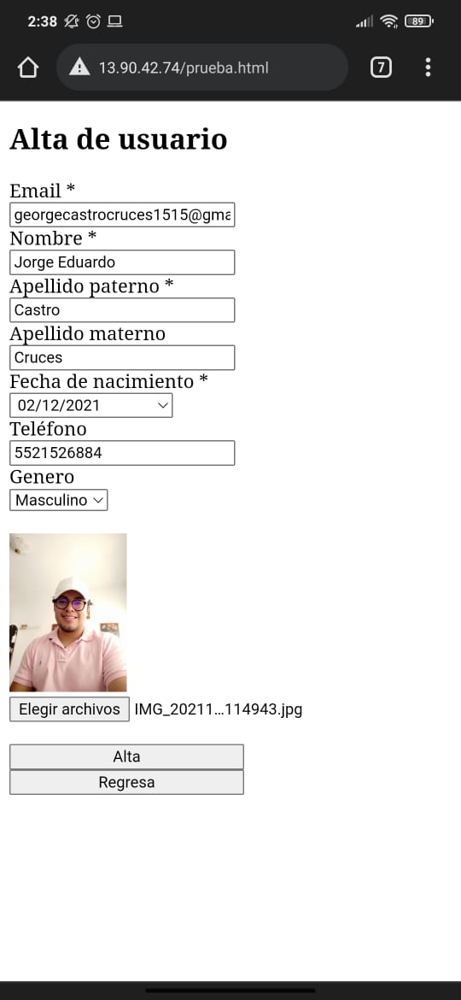 2:38
89
13.90.42.74/prueba.html
7
Alta de usuario
Email *
georgecastrocruces1515@gma
Nombre *
Jorge Eduardo
Apellido paterno *
Castro
Apellido materno
Cruces
Fecha de nacimiento *
02/12/2021
Teléfono
5521526884
Genero
Masculino
Elegir archivos IMG_20211...114943.jpg
Alta
Regresa